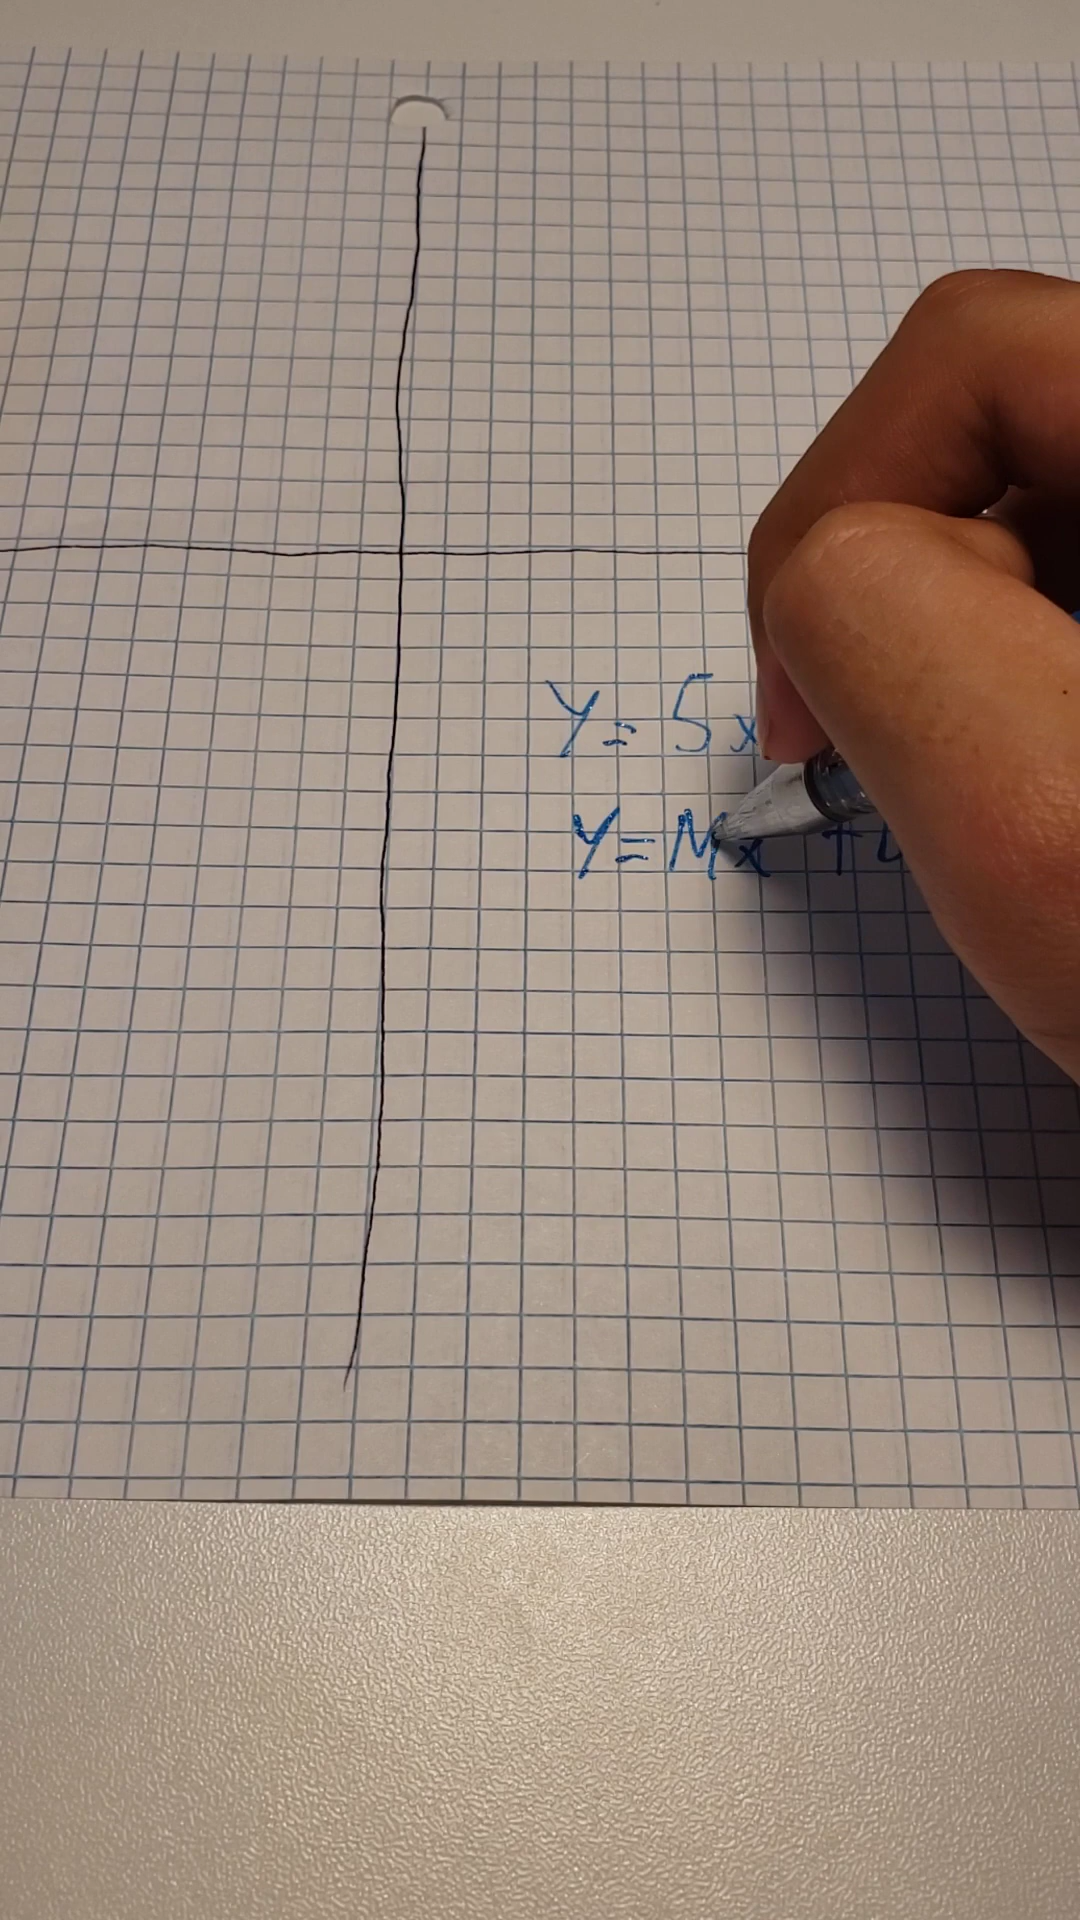 Y = 5x
Y = Mx +